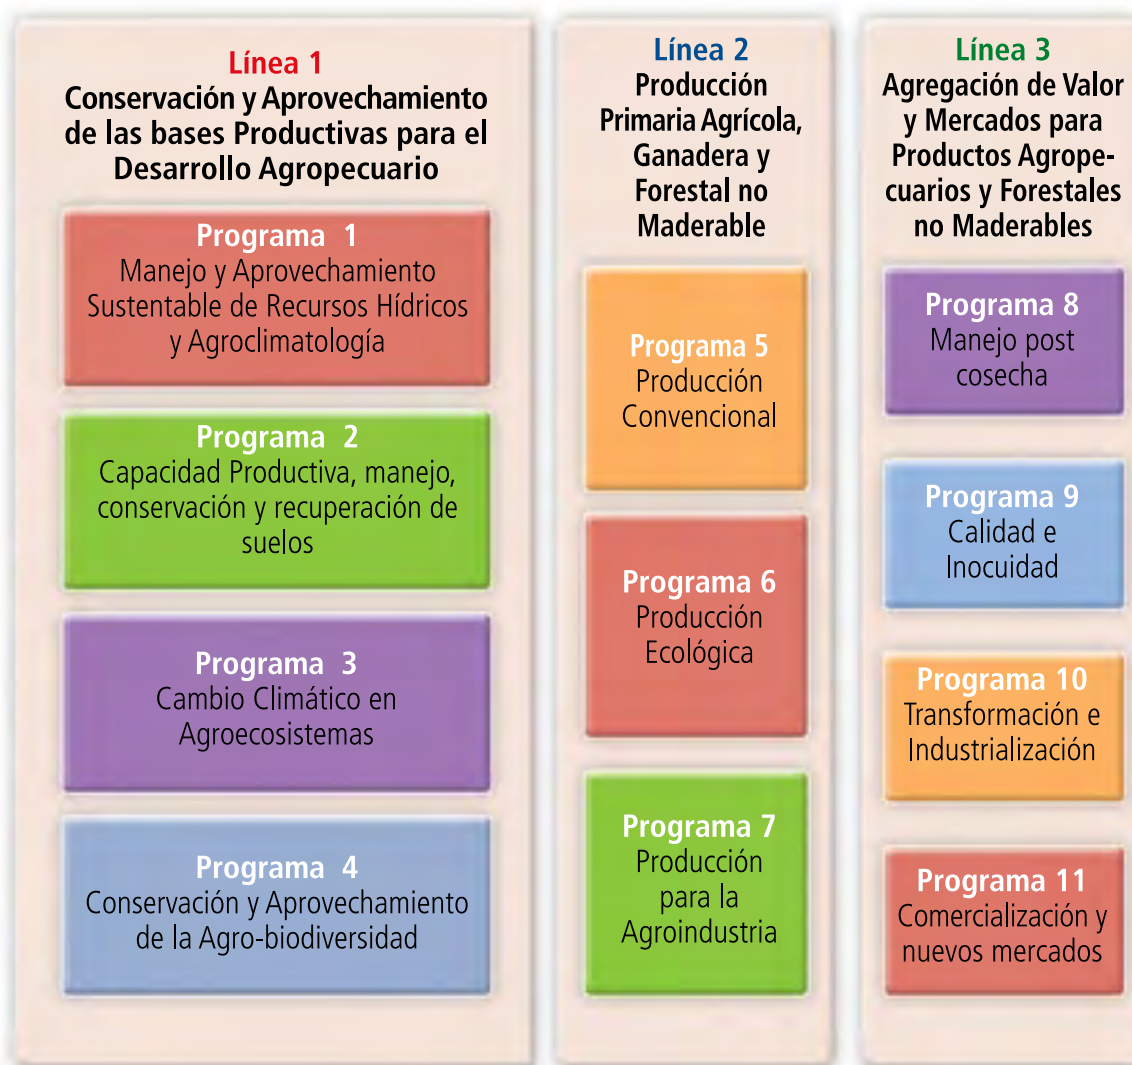 Línea 1
Conservación y Aprovechamiento
de las bases Productivas para el
Desarrollo Agropecuario
Programa 1
Manejo y Aprovechamiento
Sustentable de Recursos Hídricos
y Agroclimatología
Programa 2
Capacidad Productiva, manejo,
conservación y recuperación de
suelos
Programa 3
Cambio Climático en
Agroecosistemas
Programa 4
Conservación y Aprovechamiento
de la Agro-biodiversidad
Línea 2
Producción
Primaria Agrícola,
Ganadera y
Forestal no
Maderable
Programa 5
Producción
Convencional
Programa 6
Producción
Ecológica
Programa 7
Producción
para la
Agroindustria
Línea 3
Agregación de Valor
y Mercados para
Productos Agrope-
cuarios y Forestales
no Maderables
Programa 8
Manejo post
cosecha
Programa 9
Calidad e
Inocuidad
Programa 10
Transformación e
Industrialización
Programa 11
Comercialización y
nuevos mercados